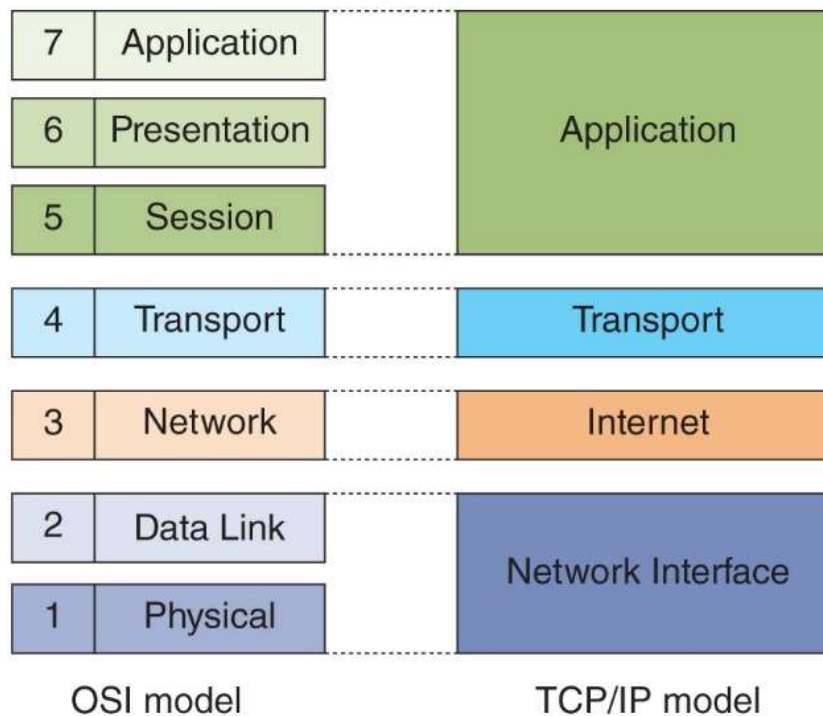 7 Application
6 Presentation
5 Session
4 Transport
3 Network
2 Data Link
1 Physical
OSI model
Application
Transport
Internet
Network Interface
TCP/IP model